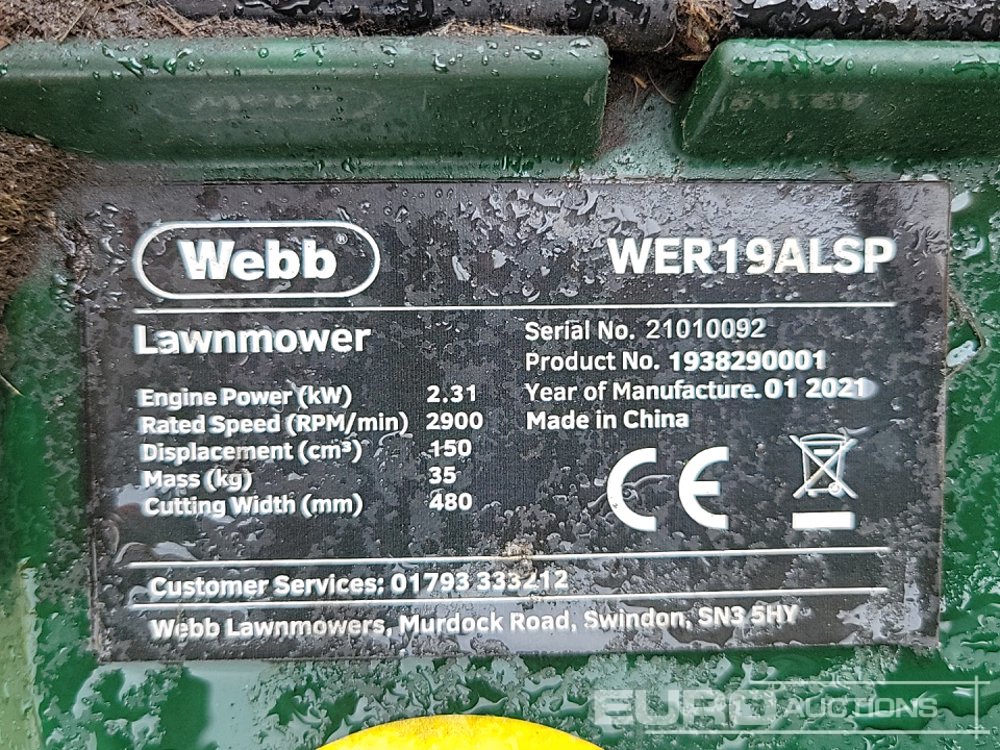 Webb® WER19ALSP
Lawnmower
Serial No. 21010092
Product No. 1938290001
Year of Manufacture. 01 2021
Made in China
Engine Power (kW) 2.31
Rated Speed (RPM/min) 2900
Displacement (cm³) 150
Mass (kg) 35
Cutting Width (mm) 480
CE
Customer Services: 01793 333212
Webb Lawnmowers, Murdock Road, Swindon, SN3 5HY
EURO AUCTIONS